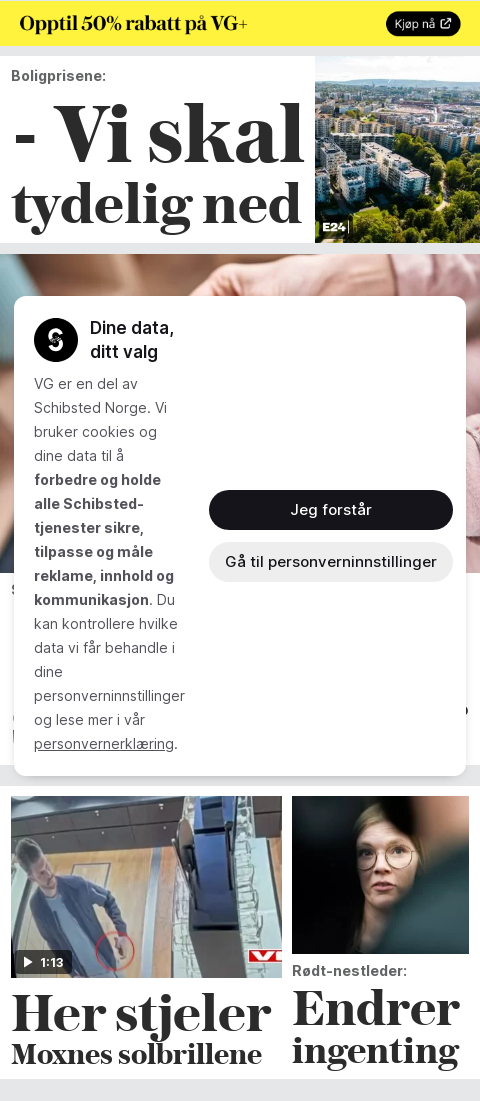 Opptil 50% rabatt på VG+
Kjøp nå
Boligprisene:
- Vi skal
tydelig ned
E24
Dine data,
ditt valg
VG er en del av
Schibsted Norge. Vi
bruker cookies og
dine data til å
forbedre og holde
alle Schibsted-
tjenester sikre,
tilpasse og måle
reklame, innhold og
kommunikasjon. Du
kan kontrollere hvilke
data vi får behandle i
dine
personverninnstillinger
og lese mer i vår
personvernerklæring.
Jeg forstår
Gå til personverninnstillinger
1:13
VG
Her stjeler
Moxnes solbrillene
Rødt-nestleder:
Endrer
ingenting